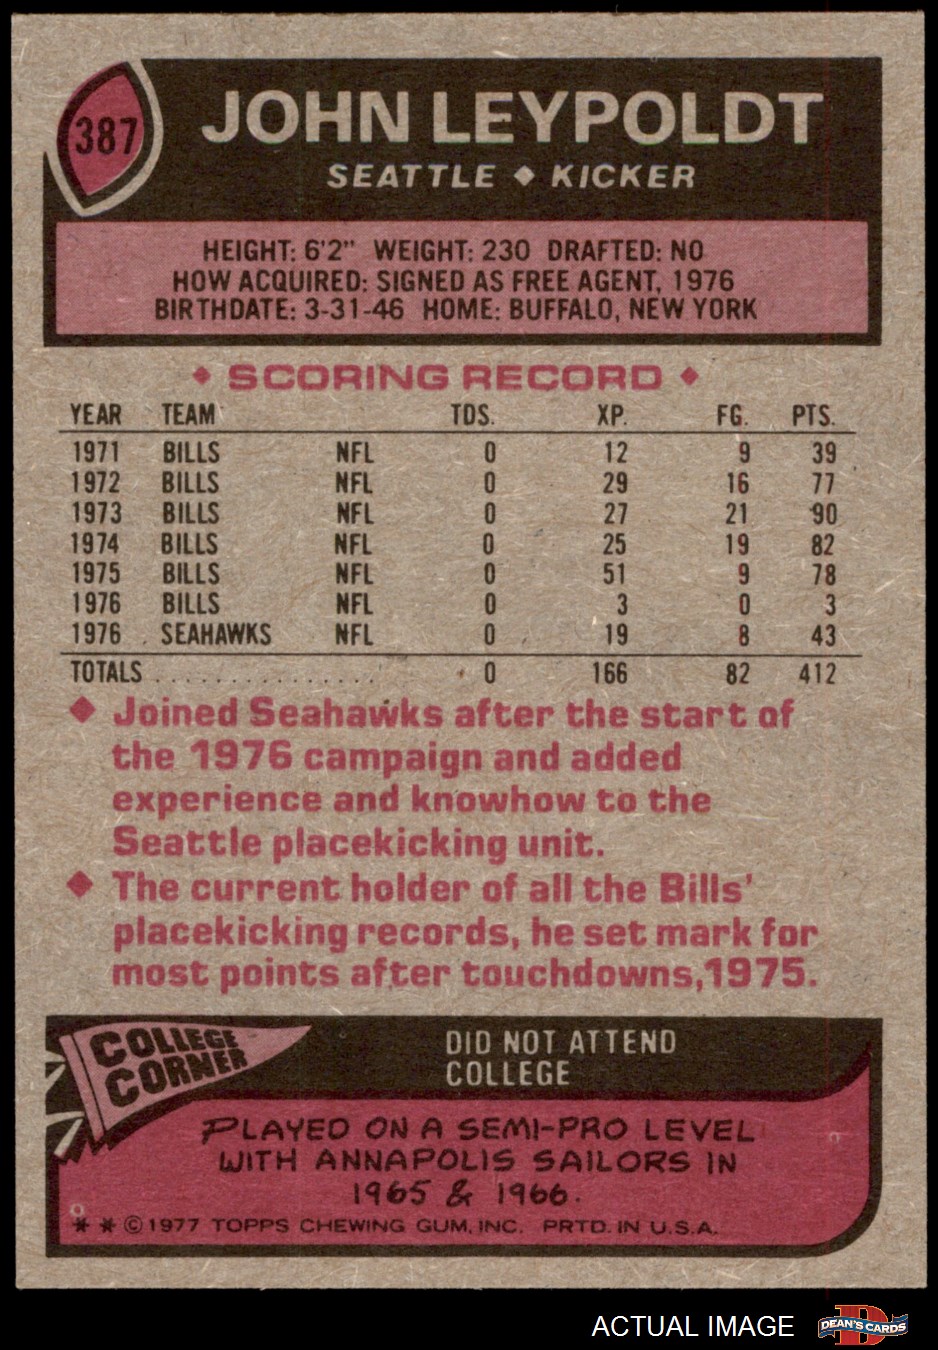 387
JOHN LEYPOLDT
SEATTLE ◆ KICKER
HEIGHT: 6'2" WEIGHT: 230 DRAFTED: NO
HOW ACQUIRED: SIGNED AS FREE AGENT, 1976
BIRTHDATE: 3-31-46 HOME: BUFFALO, NEW YORK
◆ SCORING RECORD ◆
YEAR TEAM TDS. XP. FG. PTS.
1971 BILLS NFL 0 12 9 39
1972 BILLS NFL 0 29 16 77
1973 BILLS NFL 0 27 21 90
1974 BILLS NFL 0 25 19 82
1975 BILLS NFL 0 51 9 78
1976 BILLS NFL 0 3 0 3
1976 SEAHAWKS NFL 0 19 8 43
TOTALS . . . . . . . . . . . . . . . 0 166 82 412
◆ Joined Seahawks after the start of
the 1976 campaign and added
experience and knowhow to the
Seattle placekicking unit.
◆ The current holder of all the Bills'
placekicking records, he set mark for
most points after touchdowns,1975.
COLLEGE
CORNER
DID NOT ATTEND
COLLEGE
PLAYED ON A SEMI-PRO LEVEL
WITH ANNAPOLIS SAILORS IN
1965 & 1966.
* * © 1977 TOPPS CHEWING GUM, INC. PRTD. IN U.S.A.
ACTUAL IMAGE
D
DEAN'S CARDS